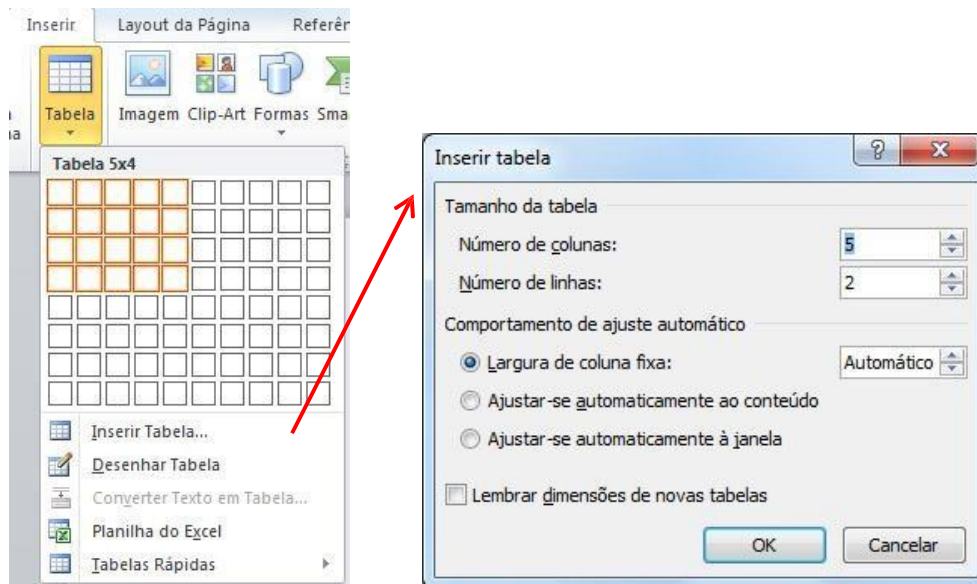 Inserir Layout da Página Referên
Tabela Imagem Clip-Art Formas Sma
Tabela 5x4
Inserir Tabela...
Desenhar Tabela
Converter Texto em Tabela...
Planilha do Excel
Tabelas Rápidas
Inserir tabela
Tamanho da tabela
Número de colunas: 5
Número de linhas: 2
Comportamento de ajuste automático
Largura de coluna fixa: Automático
Ajustar-se automaticamente ao conteúdo
Ajustar-se automaticamente à janela
Lembrar dimensões de novas tabelas
OK Cancelar